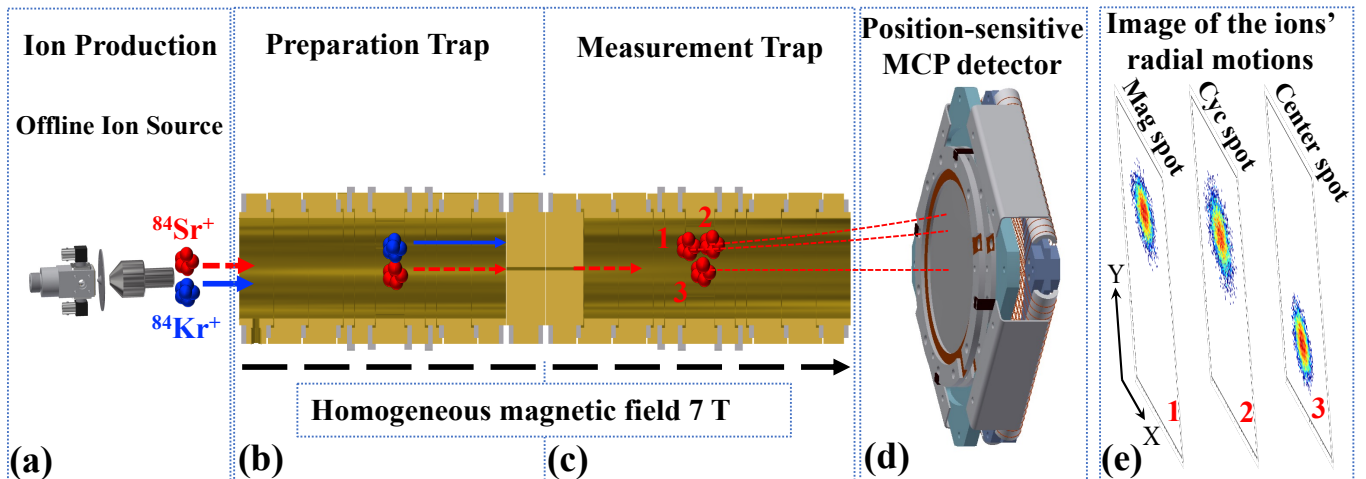 Ion Production
Offline Ion Source
⁸⁴Sr⁺
⁸⁴Kr⁺
(a)
Preparation Trap
(b)
Measurement Trap
1
2
3
Homogeneous magnetic field 7 T
(c)
Position-sensitive
MCP detector
(d)
Image of the ions’
radial motions
Mag spot
Cyc spot
Center spot
Y
X
1
2
3
(e)